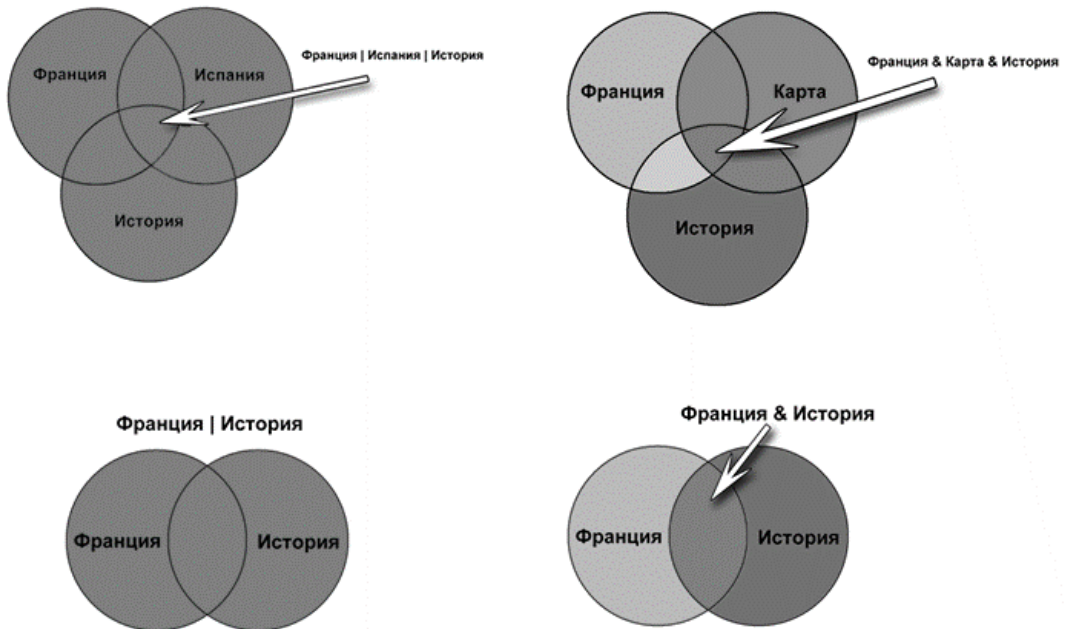 Франция | Испания | История
Франция
Испания
История
Франция & Карта & История
Франция
Карта
История
Франция | История
Франция
История
Франция & История
Франция
История